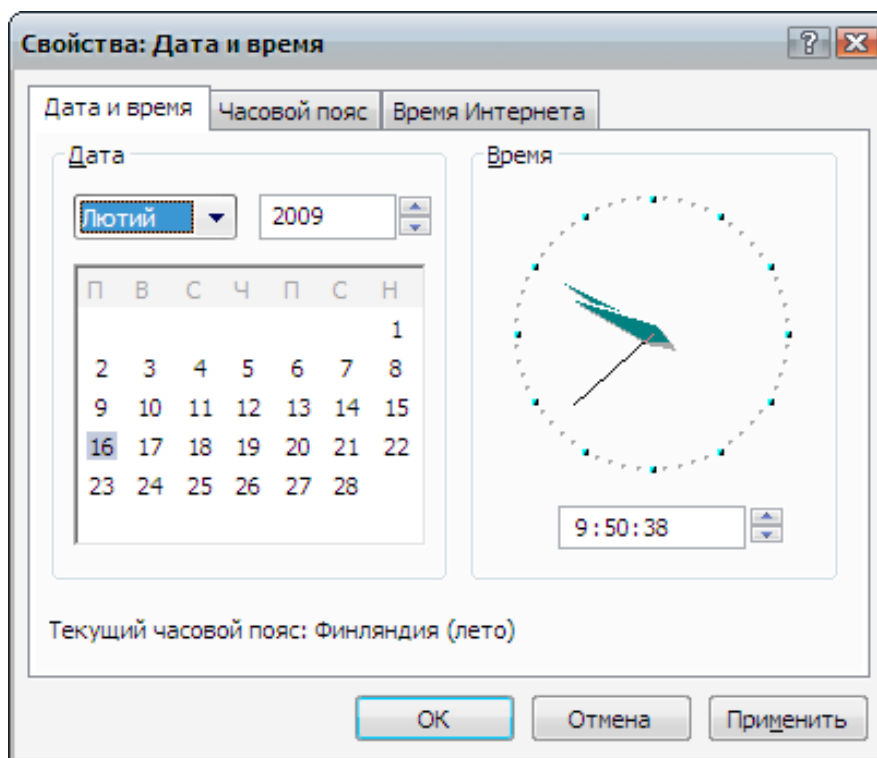 Свойства: Дата и время
Дата и время Часовой пояс Время Интернета
Дата
Лютий 2009
П В С Ч П С Н
1
2 3 4 5 6 7 8
9 10 11 12 13 14 15
16 17 18 19 20 21 22
23 24 25 26 27 28
Время
9:50:38
Текущий часовой пояс: Финляндия (лето)
ОК Отмена Применить